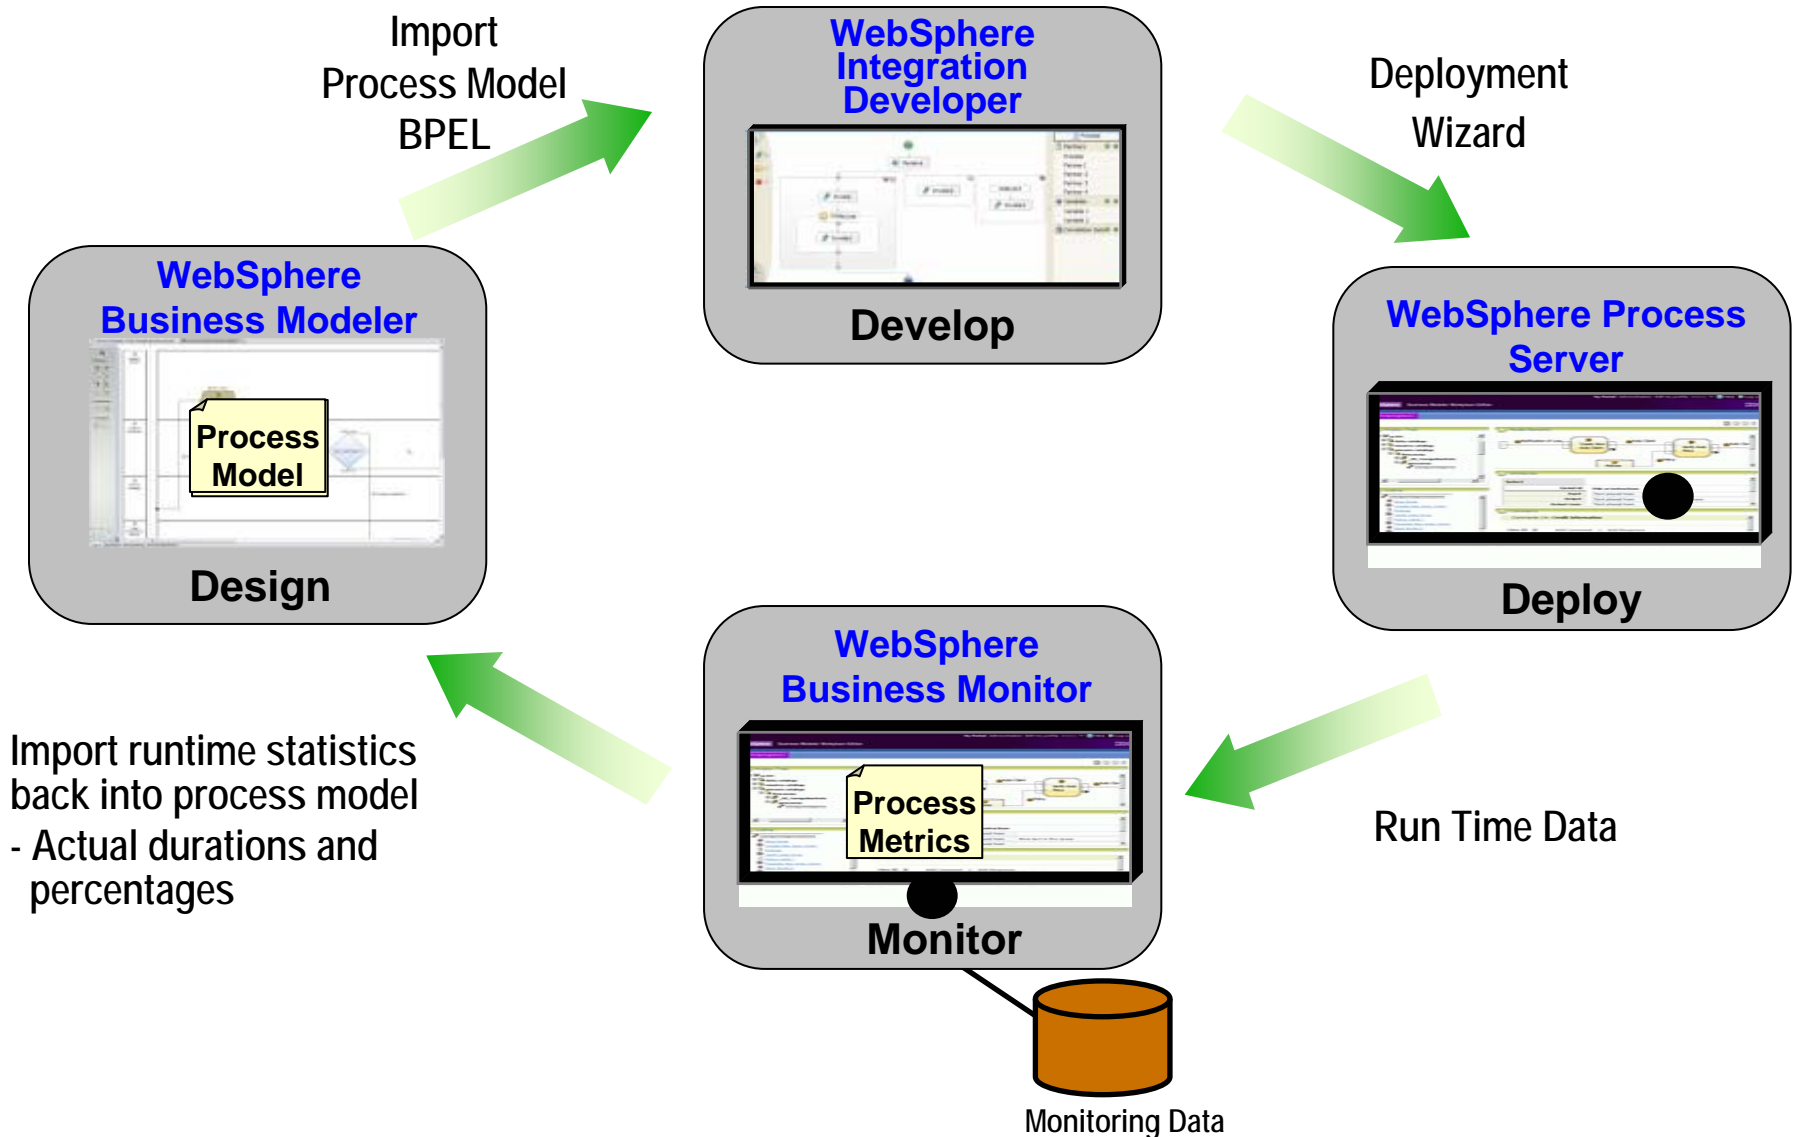 Import
Process Model
BPEL
WebSphere
Integration
Developer
Develop
Deployment
Wizard
WebSphere
Business Modeler
Process
Model
Design
WebSphere Process
Server
Deploy
WebSphere
Business Monitor
Process
Metrics
Monitor
Import runtime statistics
back into process model
- Actual durations and
percentages
Run Time Data
Monitoring Data